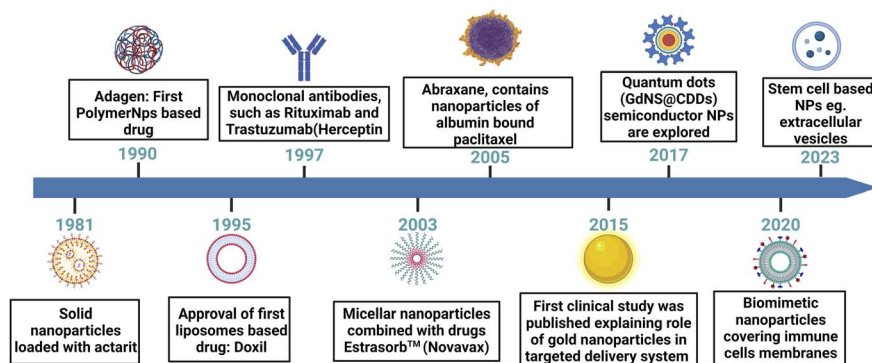 Adagen: First
PolymerNps based
drug
1990
Monoclonal antibodies,
such as Rituximab and
Trastuzumab(Herceptin
1997
Abraxane, contains
nanoparticles of
albumin bound
paclitaxel
2005
Quantum dots
(GdNS@CDDs)
semiconductor NPs
are explored
2017
Stem cell based
NPs eg.
extracellular
vesicles
2023
1981
Solid
nanoparticles
loaded with actarit
1995
Approval of first
liposomes based
drug: Doxil
2003
Micellar nanoparticles
combined with drugs
Estrasorb™ (Novavax)
2015
First clinical study was
published explaining role
of gold nanoparticles in
targeted delivery system
2020
Biomimetic
nanoparticles
covering immune
cells membranes